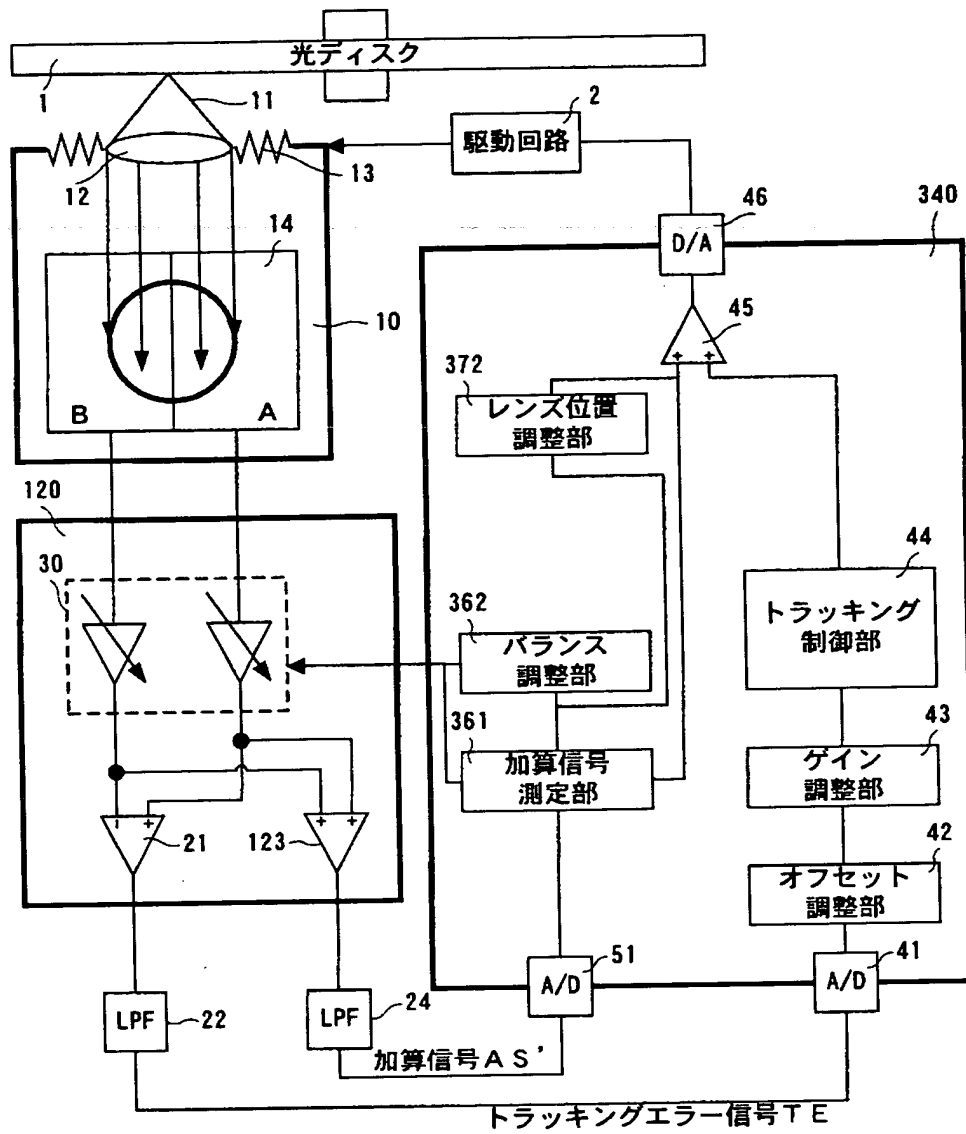 光ディスク
1
11
2
駆動回路
12
13
46
340
14
D/A
10
45
372
レンズ位置
調整部
B
A
120
44
30
362
トラッキング
制御部
バランス
調整部
361
43
加算信号
測定部
ゲイン
調整部
21
123
42
オフセット
調整部
51
41
A/D
A/D
LPF
22
LPF
24
加算信号ＡＳ'
トラッキングエラー信号ＴＥ